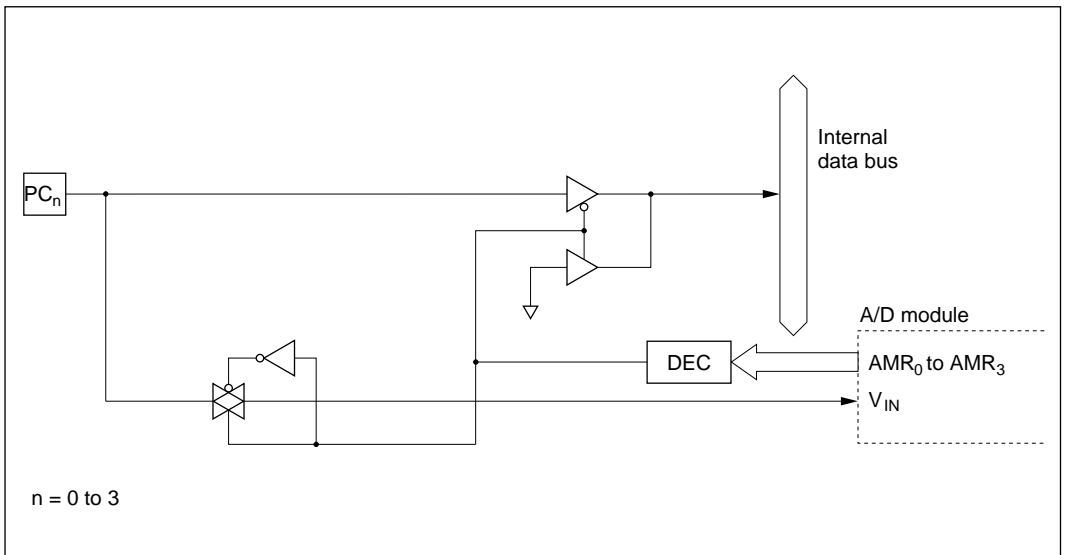 Internal
data bus
PCn
A/D module
DEC
AMR0 to AMR3
VIN
n = 0 to 3